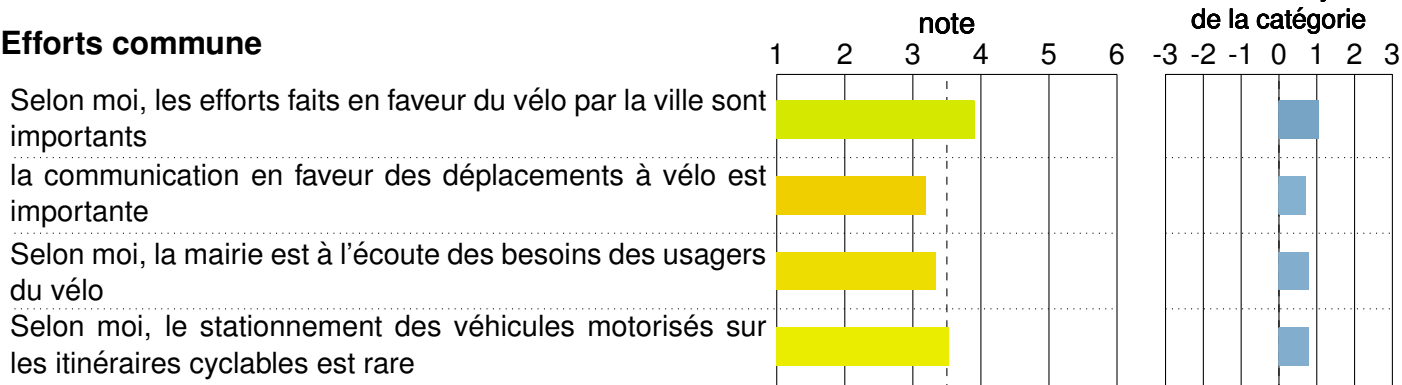 note
de la catégorie
Efforts commune
1 2 3 4 5 6 -3 -2 -1 0 1 2 3
Selon moi, les efforts faits en faveur du vélo par la ville sont
importants
la communication en faveur des déplacements à vélo est
importante
Selon moi, la mairie est à l'écoute des besoins des usagers
du vélo
Selon moi, le stationnement des véhicules motorisés sur
les itinéraires cyclables est rare